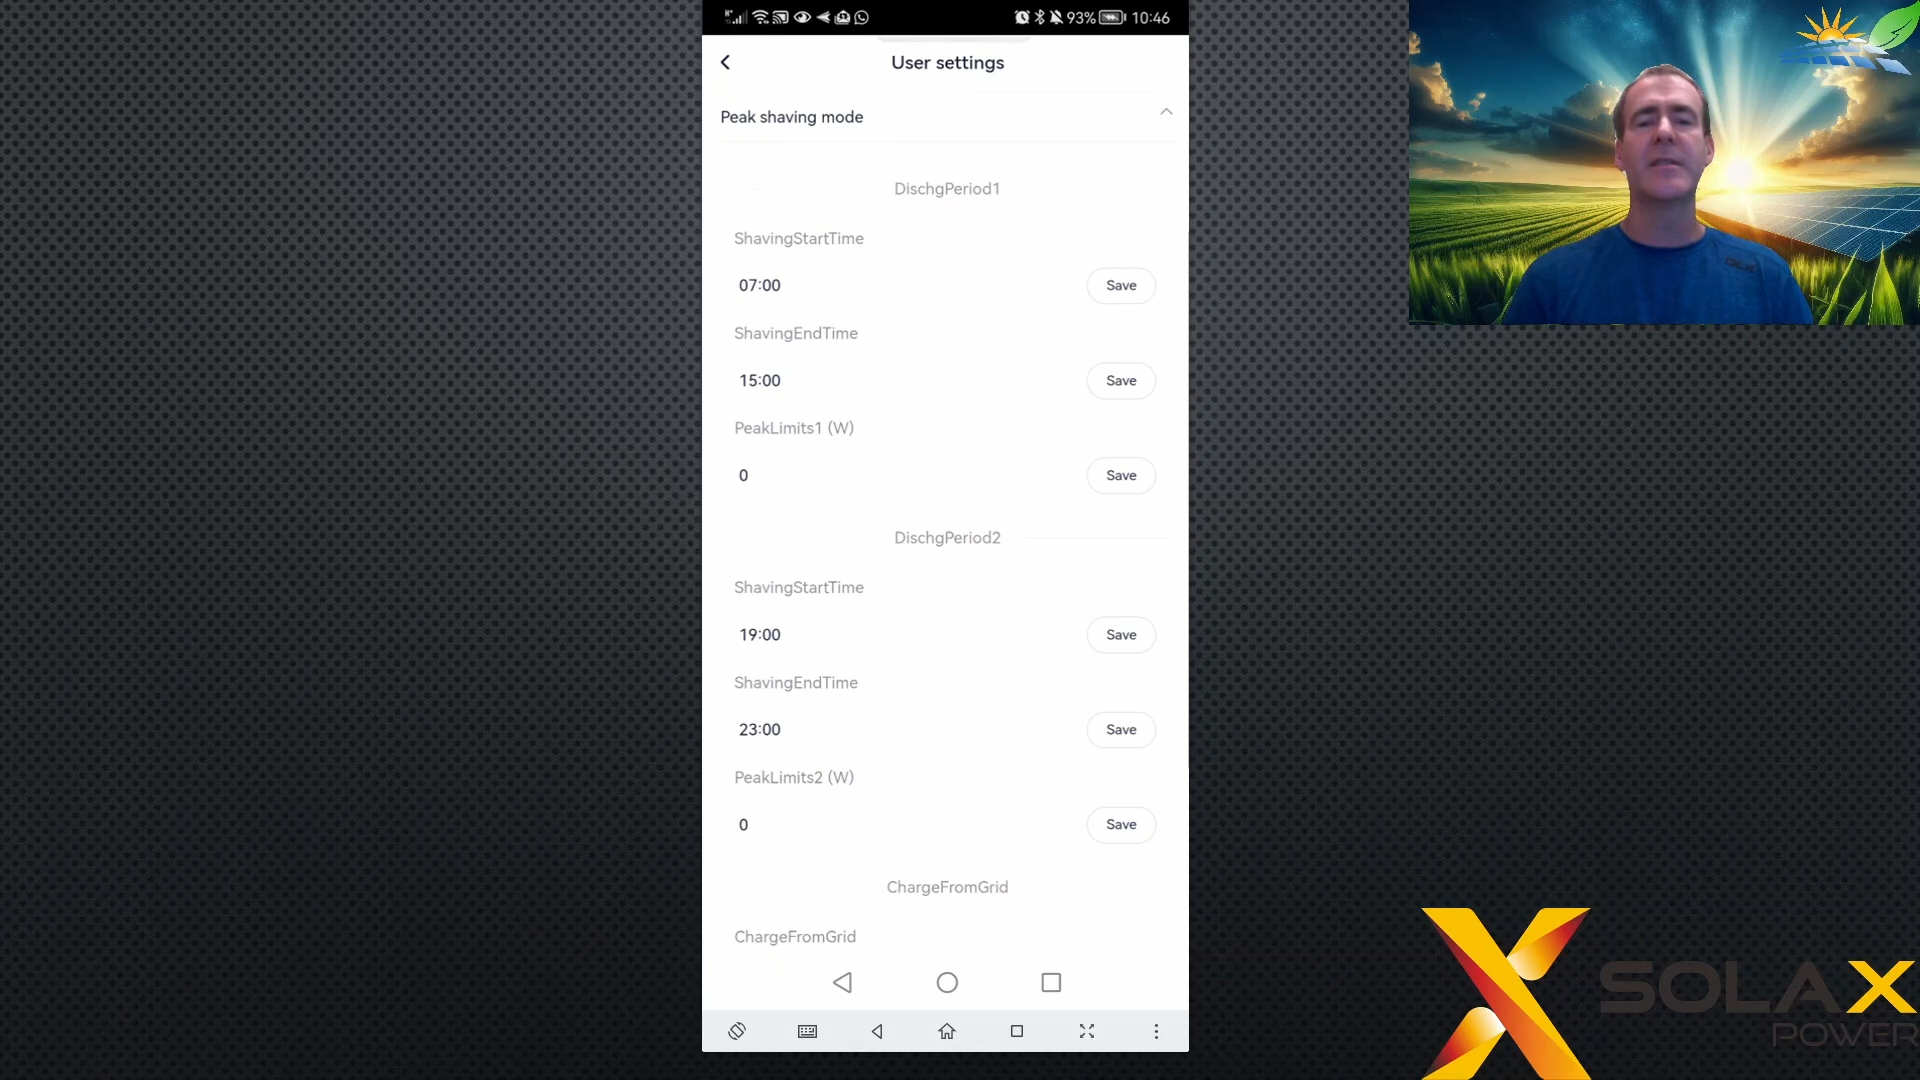 93% 10:46
User settings
Peak shaving mode
DischgPeriod1
ShavingStartTime
07:00 Save
ShavingEndTime
15:00 Save
PeakLimits1 (W)
0 Save
DischgPeriod2
ShavingStartTime
19:00 Save
ShavingEndTime
23:00 Save
PeakLimits2 (W)
0 Save
ChargeFromGrid
ChargeFromGrid
SOLAX
POWER